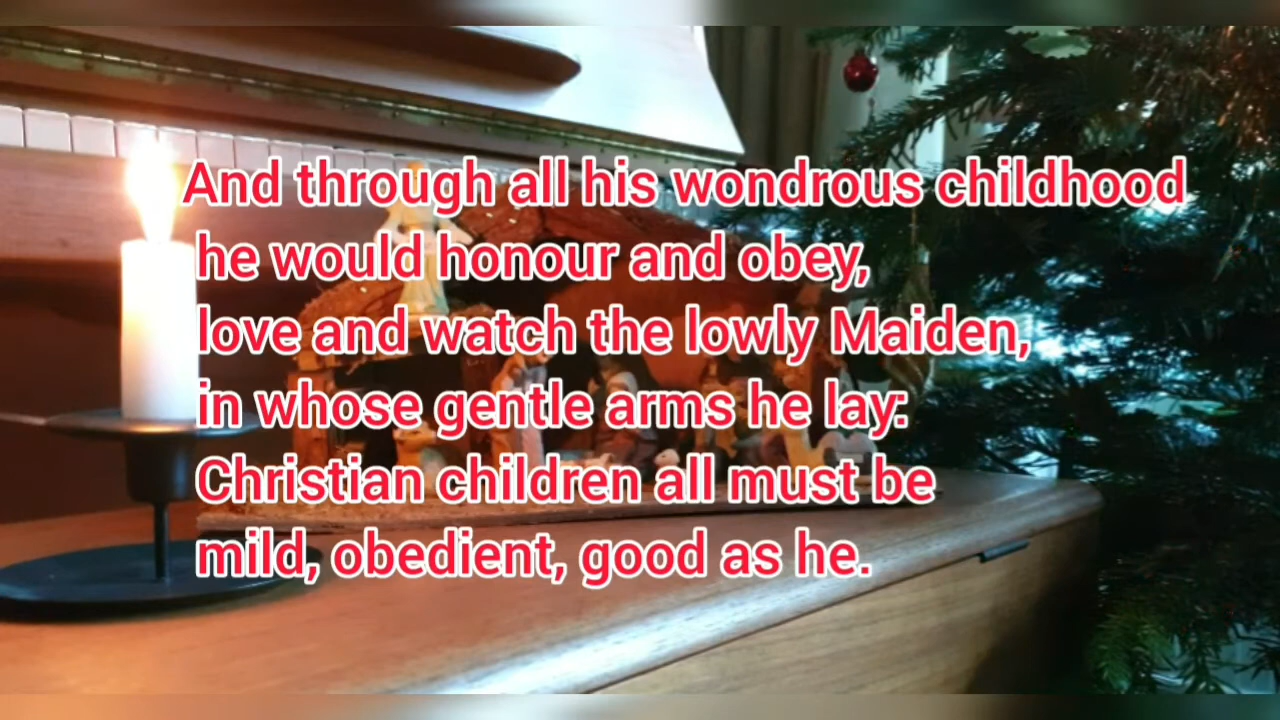 And through all his wondrous childhood
he would honour and obey,
love and watch the lowly Maiden,
in whose gentle arms he lay:
Christian children all must be
mild, obedient, good as he.